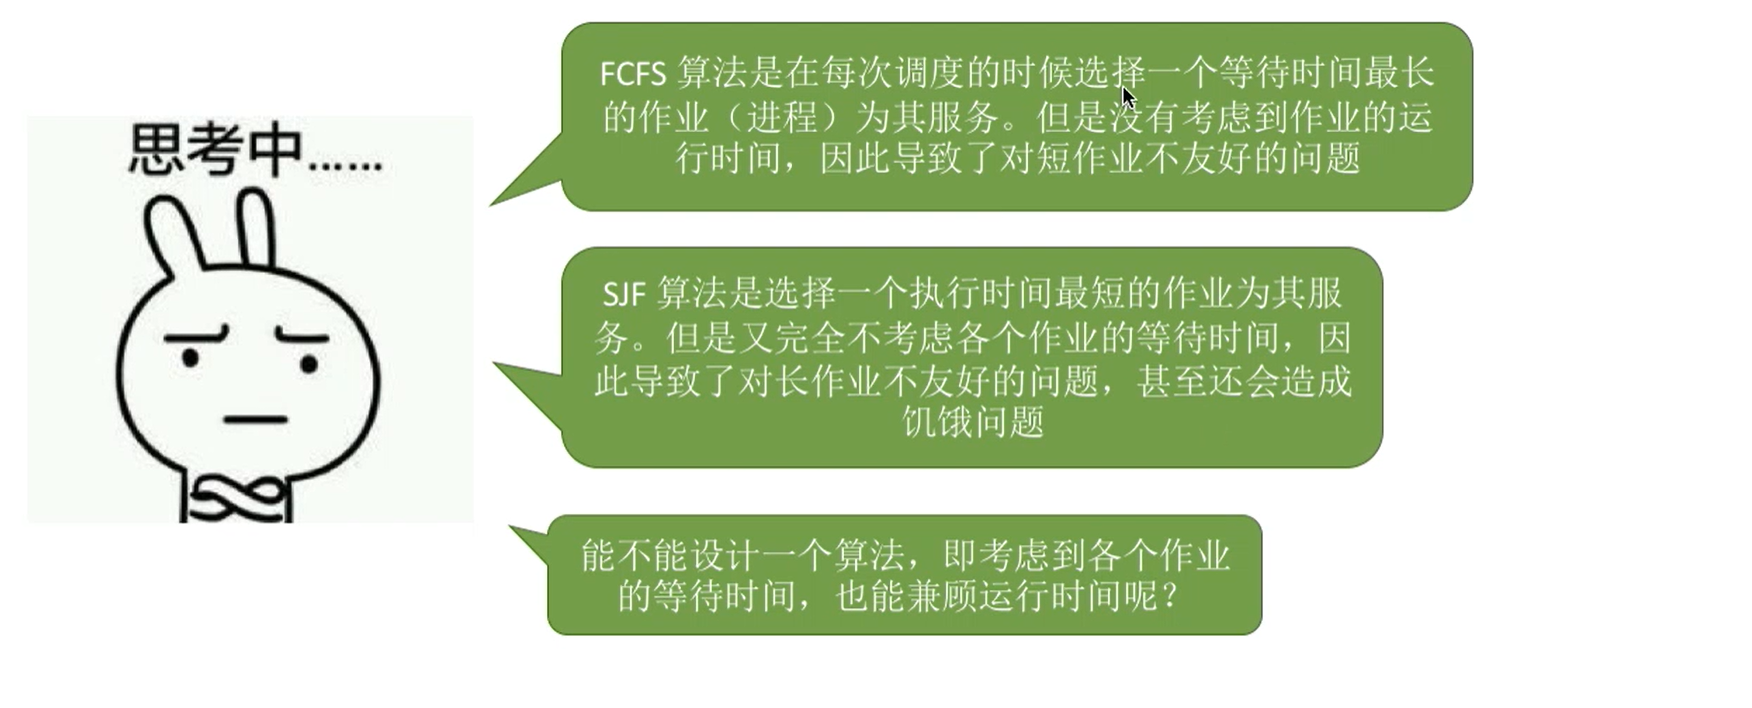 思考中……
FCFS 算法是在每次调度的时候选择一个等待时间最长
的作业（进程）为其服务。但是没有考虑到作业的运
行时间，因此导致了对短作业不友好的问题
SJF 算法是选择一个执行时间最短的作业为其服
务。但是又完全不考虑各个作业的等待时间，因
此导致了对长作业不友好的问题，甚至还会造成
饥饿问题
能不能设计一个算法，即考虑到各个作业
的等待时间，也能兼顾运行时间呢？